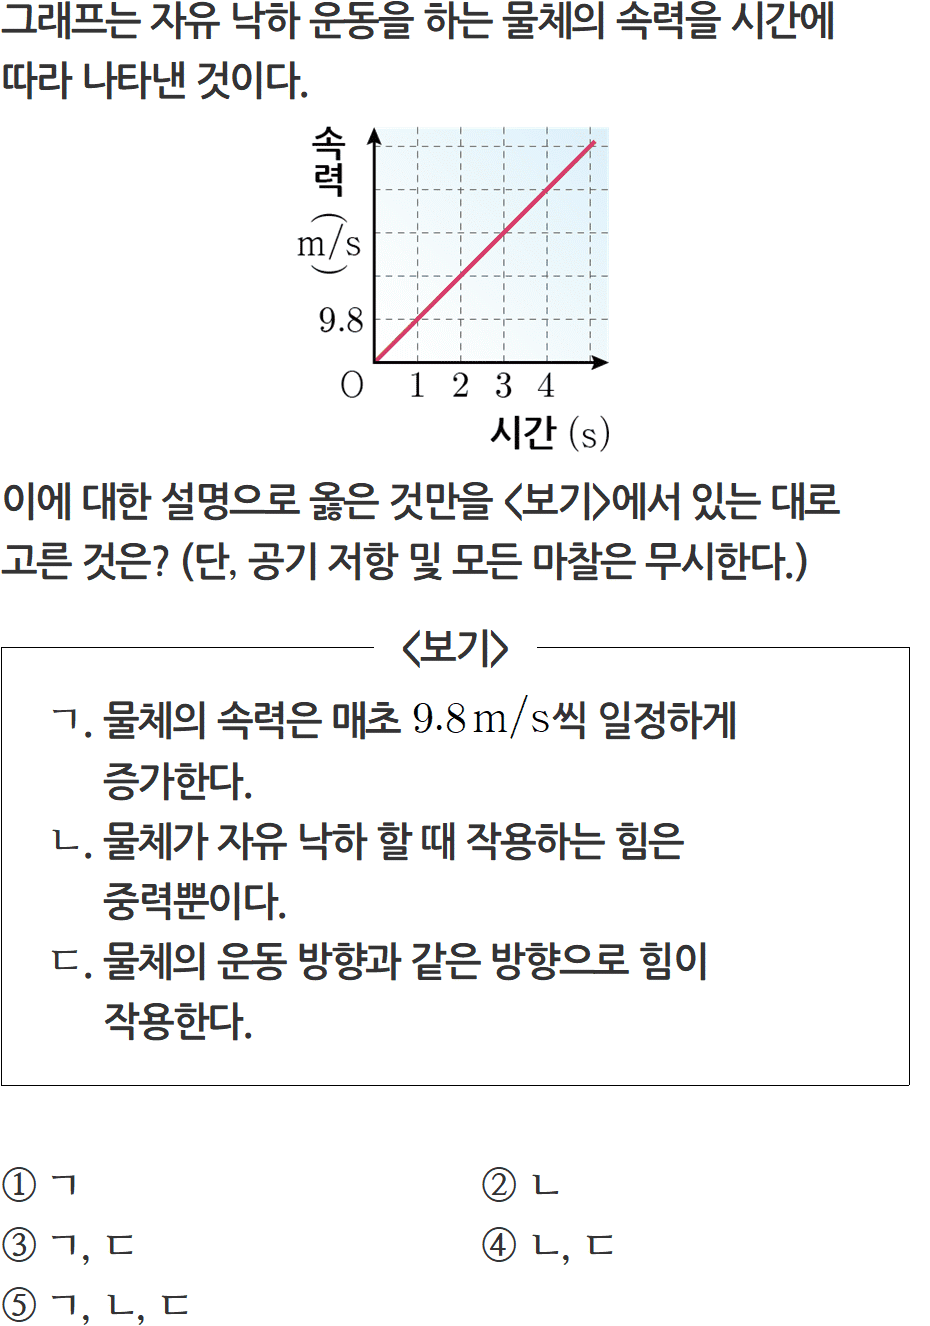 그래프는 자유 낙하 운동을 하는 물체의 속력을 시간에
따라 나타낸 것이다.
속
력
(m/s)
9.8
O 1 2 3 4
시간 (s)
이에 대한 설명으로 옳은 것만을 <보기>에서 있는 대로
고른 것은? (단, 공기 저항 및 모든 마찰은 무시한다.)
<보기>
ㄱ. 물체의 속력은 매초 9.8m/s씩 일정하게
증가한다.
ㄴ. 물체가 자유 낙하 할 때 작용하는 힘은
중력뿐이다.
ㄷ. 물체의 운동 방향과 같은 방향으로 힘이
작용한다.
① ㄱ ② ㄴ
③ ㄱ, ㄷ ④ ㄴ, ㄷ
⑤ ㄱ, ㄴ, ㄷ